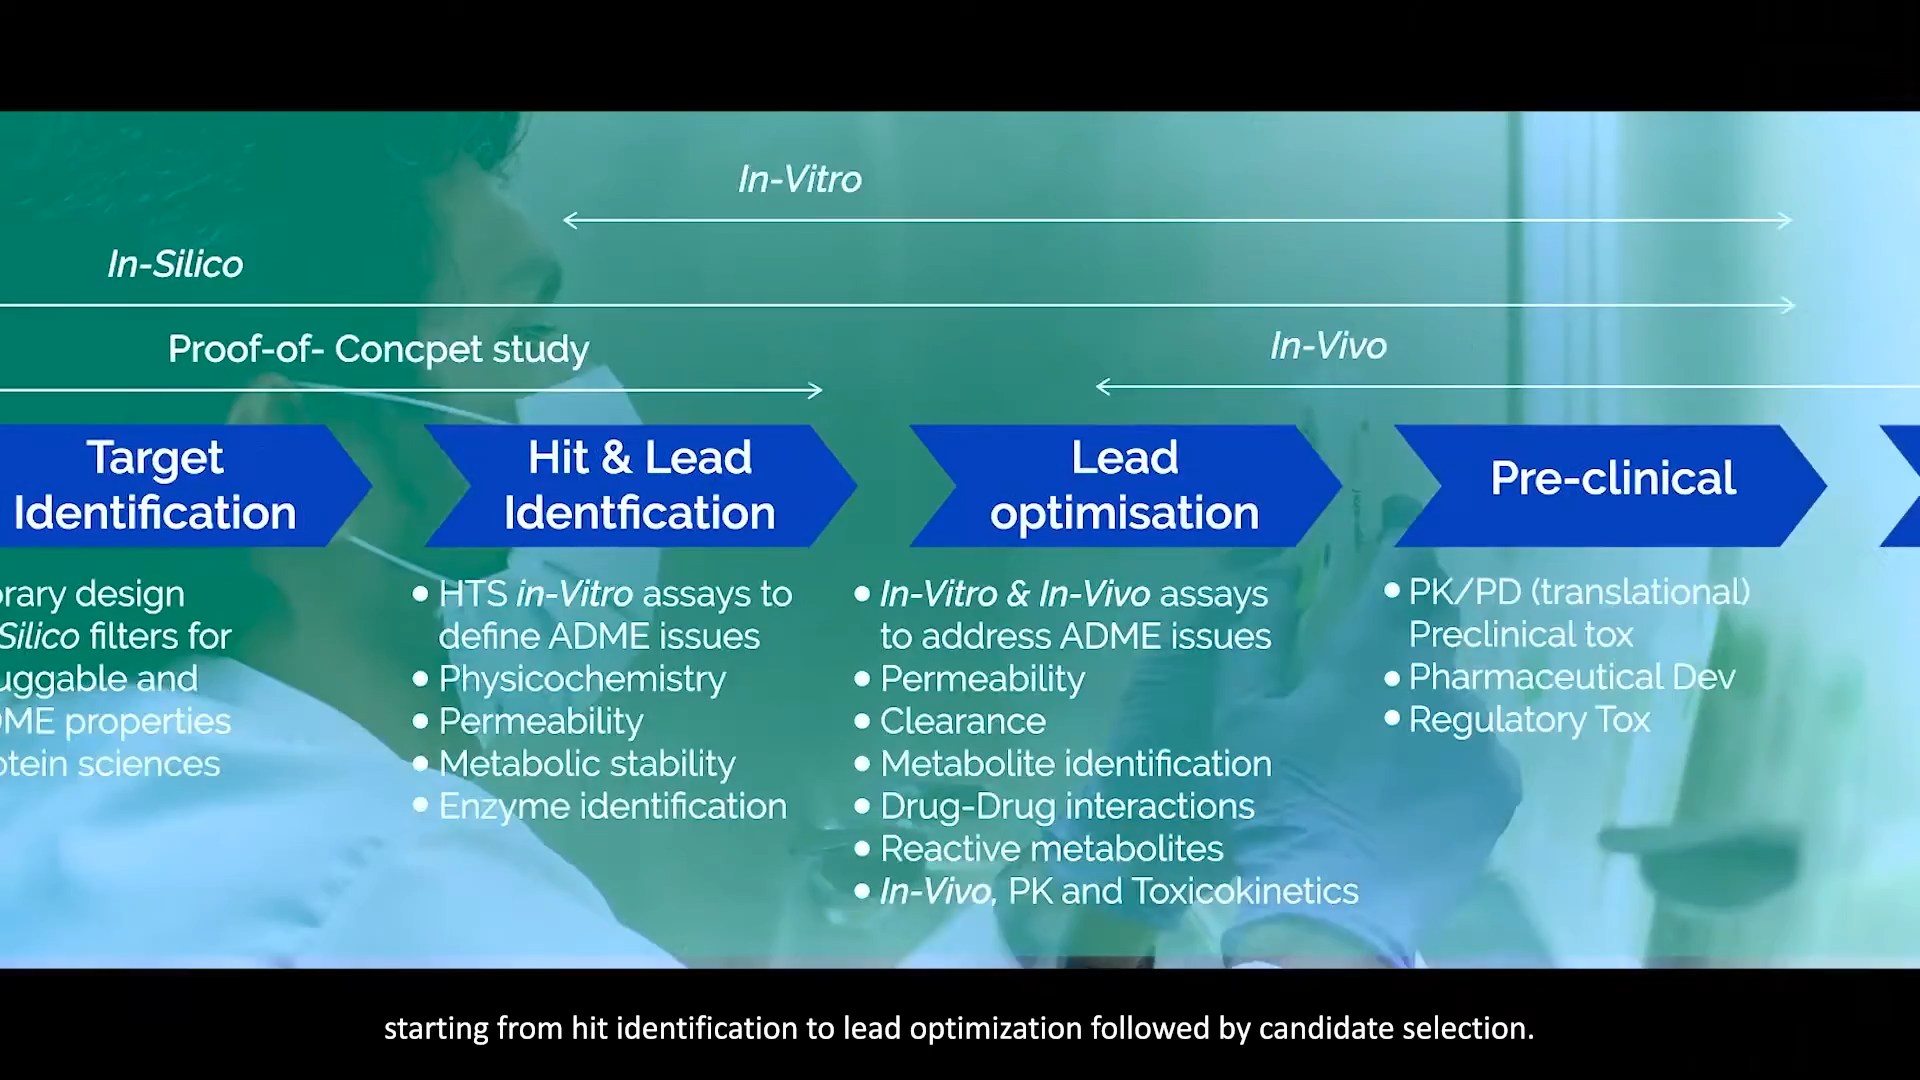 In-Vitro
In-Silico
Proof-of- Concpet study
In-Vivo
Target
Identification
Hit & Lead
Identfication
Lead
optimisation
Pre-clinical
design
Silico filters for
and
properties
sciences
• HTS in-Vitro assays to
define ADME issues
• Physicochemistry
• Permeability
• Metabolic stability
• Enzyme identification
• In-Vitro & In-Vivo assays
to address ADME issues
• Permeability
• Clearance
• Metabolite identification
• Drug-Drug interactions
• Reactive metabolites
• In-Vivo, PK and Toxicokinetics
• PK/PD (translational)
Preclinical tox
• Pharmaceutical Dev
• Regulatory Tox
starting from hit identification to lead optimization followed by candidate selection.